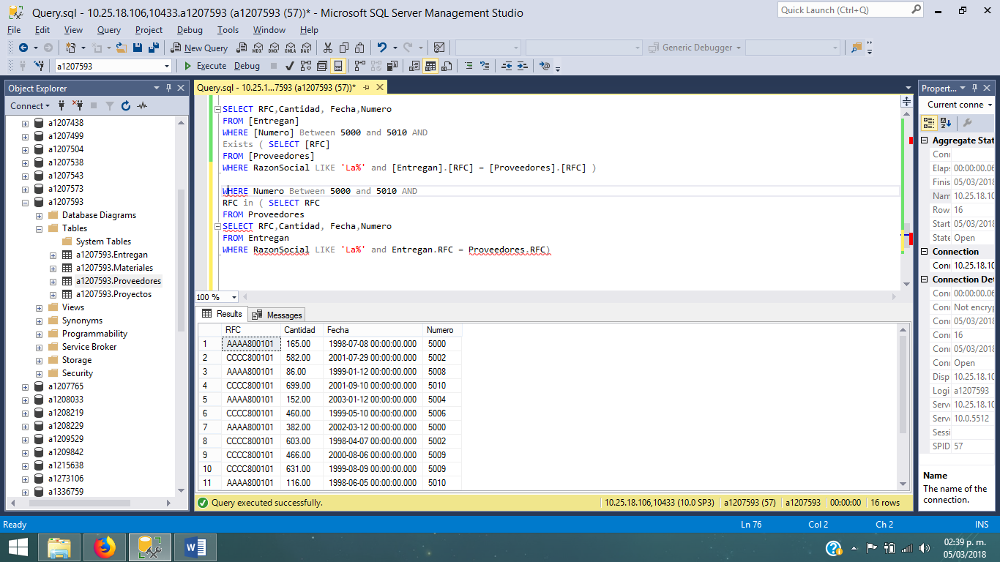 Query.sql - 10.25.18.106,10433.a1207593 (a1207593 (57))* - Microsoft SQL Server Management Studio
Quick Launch (Ctrl+Q)
File Edit View Query Project Debug Tools Window Help
New Query
MDX DMX XMLA DAX
Generic Debugger
a1207593
Execute Debug
Object Explorer
Connect
a1207438
a1207499
a1207504
a1207538
a1207543
a1207573
a1207593
Database Diagrams
Tables
System Tables
a1207593.Entregan
a1207593.Materiales
a1207593.Proveedores
a1207593.Proyectos
Views
Synonyms
Programmability
Service Broker
Storage
Security
a1207765
a1208033
a1208219
a1208229
a1209529
a1209842
a1215638
a1273106
a1336759
Query.sql - 10.25.1...7593 (a1207593 (57))*
SELECT RFC,Cantidad, Fecha,Numero
FROM [Entregan]
WHERE [Numero] Between 5000 and 5010 AND
Exists ( SELECT [RFC]
FROM [Proveedores]
WHERE RazonSocial LIKE 'La%' and [Entregan].[RFC] = [Proveedores].[RFC] )
WHERE Numero Between 5000 and 5010 AND
RFC in ( SELECT RFC
FROM Proveedores
SELECT RFC,Cantidad, Fecha,Numero
FROM Entregan
WHERE RazonSocial LIKE 'La%' and Entregan.RFC = Proveedores.RFC)
100 %
Results Messages
RFC Cantidad Fecha Numero
1 AAAA800101 165.00 1998-07-08 00:00:00.000 5000
2 CCCC800101 582.00 2001-07-29 00:00:00.000 5002
3 AAAA800101 86.00 1999-01-12 00:00:00.000 5008
4 CCCC800101 699.00 2001-09-10 00:00:00.000 5010
5 AAAA800101 152.00 2003-01-12 00:00:00.000 5004
6 CCCC800101 460.00 1999-05-10 00:00:00.000 5006
7 AAAA800101 382.00 2002-03-12 00:00:00.000 5000
8 CCCC800101 603.00 1998-04-07 00:00:00.000 5002
9 CCCC800101 466.00 2000-08-06 00:00:00.000 5009
10 CCCC800101 631.00 1999-08-09 00:00:00.000 5009
11 AAAA800101 116.00 1998-06-05 00:00:00.000 5010
Query executed successfully.
10.25.18.106,10433 (10.0 SP3) a1207593 (57) a1207593 00:00:00 16 rows
Propert...
Current conne
Aggregate Stat
Conn
Elaps 00:00:00.06
Finis 05/03/2018
Nam 10.25.18.10
Row 16
Start 05/03/2018
State Open
Connection
Conn 10.25.18.10
Connection Det
Conn 00:00:00.06
Conn Not encryp
Conn 05/03/2018
Conn 16
Conn 05/03/2018
Conn Open
Disp 10.25.18.10
Logi a1207593
Serve 10.25.18.10
Serve 10.0.5512
Sessi
SPID 57
Name
The name of the
connection.
Ready
Ln 76 Col 2 Ch 2 INS
02:39 p. m.
05/03/2018